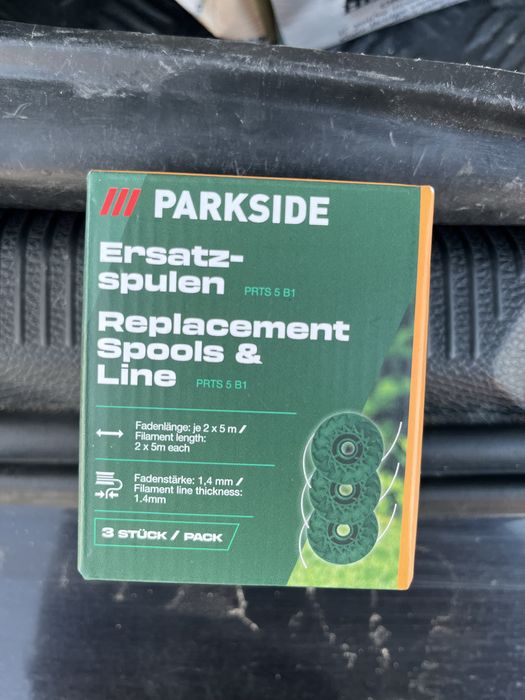 PARKSIDE
Ersatz-
spulen PRTS 5 B1
Replacement
Spools &
Line PRTS 5 B1
Fadenlänge: je 2 x 5 m /
Filament length:
2 x 5m each
Fadenstärke: 1,4 mm /
Filament line thickness:
1.4mm
3 STÜCK / PACK